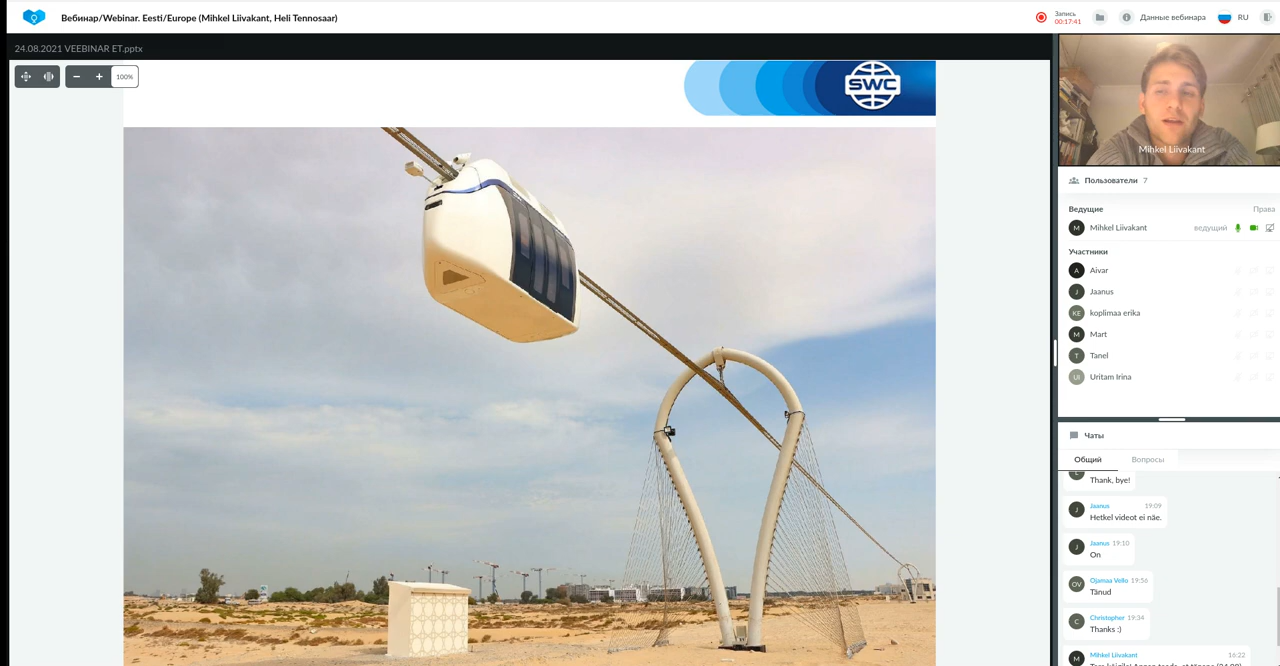 Вебинар/Webinar. Eesti/Europe (Mihkel Liivakant, Heli Tennosaar)
Запись
00:17:41
Данные вебинара
RU
24.08.2021 VEEBINAR ET.pptx
100%
SWC
Mihkel Liivakant
Пользователи 7
Ведущие
Права
M
Mihkel Liivakant
ведущий
Участники
A
Aivar
J
Jaanus
KE
koplimaa erika
M
Mart
T
Tanel
UI
Uritam Irina
Чаты
Общий
Вопросы
Thank, bye!
J
Jaanus 19:09
Hetkel videot ei näe.
J
Jaanus 19:10
On
OV
Ojamaa Vello 19:56
Tänud
C
Christopher 19:34
Thanks :)
M
Mihkel Liivakant 16:22